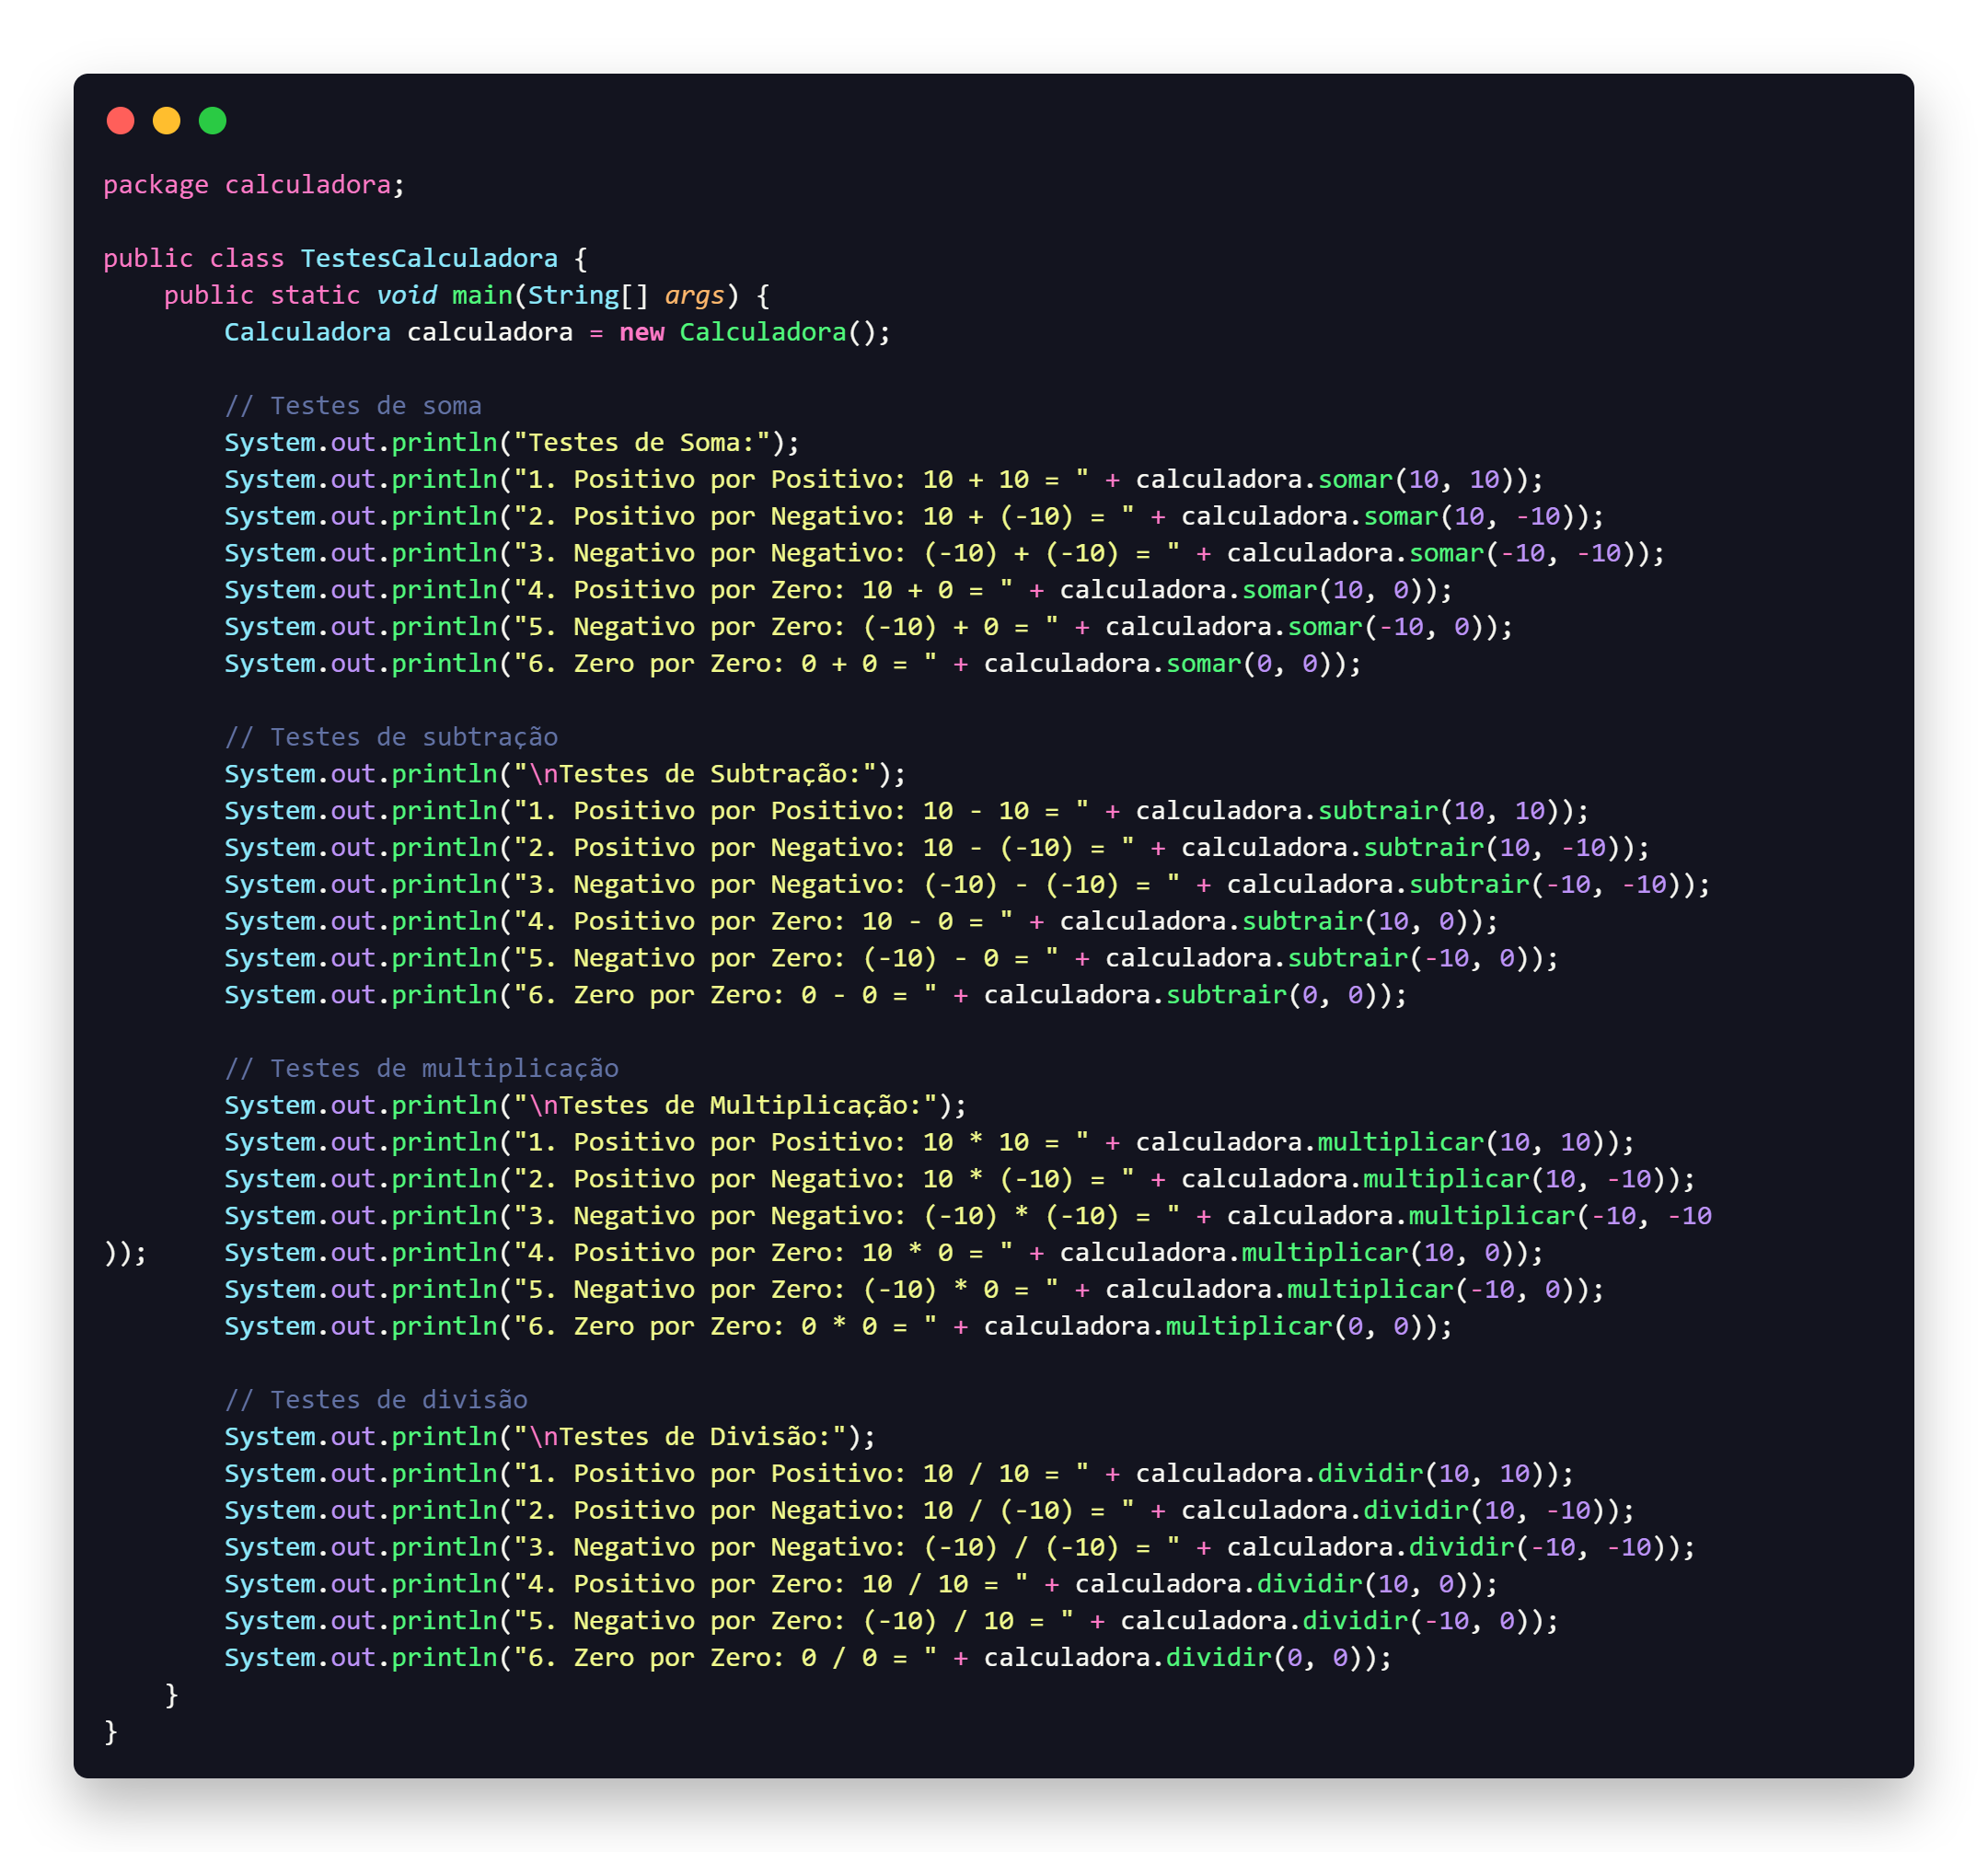 package calculadora;

public class TestesCalculadora {
    public static void main(String[] args) {
        Calculadora calculadora = new Calculadora();

        // Testes de soma
        System.out.println("Testes de Soma:");
        System.out.println("1. Positivo por Positivo: 10 + 10 = " + calculadora.somar(10, 10));
        System.out.println("2. Positivo por Negativo: 10 + (-10) = " + calculadora.somar(10, -10));
        System.out.println("3. Negativo por Negativo: (-10) + (-10) = " + calculadora.somar(-10, -10));
        System.out.println("4. Positivo por Zero: 10 + 0 = " + calculadora.somar(10, 0));
        System.out.println("5. Negativo por Zero: (-10) + 0 = " + calculadora.somar(-10, 0));
        System.out.println("6. Zero por Zero: 0 + 0 = " + calculadora.somar(0, 0));

        // Testes de subtração
        System.out.println("\nTestes de Subtração:");
        System.out.println("1. Positivo por Positivo: 10 - 10 = " + calculadora.subtrair(10, 10));
        System.out.println("2. Positivo por Negativo: 10 - (-10) = " + calculadora.subtrair(10, -10));
        System.out.println("3. Negativo por Negativo: (-10) - (-10) = " + calculadora.subtrair(-10, -10));
        System.out.println("4. Positivo por Zero: 10 - 0 = " + calculadora.subtrair(10, 0));
        System.out.println("5. Negativo por Zero: (-10) - 0 = " + calculadora.subtrair(-10, 0));
        System.out.println("6. Zero por Zero: 0 - 0 = " + calculadora.subtrair(0, 0));

        // Testes de multiplicação
        System.out.println("\nTestes de Multiplicação:");
        System.out.println("1. Positivo por Positivo: 10 * 10 = " + calculadora.multiplicar(10, 10));
        System.out.println("2. Positivo por Negativo: 10 * (-10) = " + calculadora.multiplicar(10, -10));
        System.out.println("3. Negativo por Negativo: (-10) * (-10) = " + calculadora.multiplicar(-10, -10
));     System.out.println("4. Positivo por Zero: 10 * 0 = " + calculadora.multiplicar(10, 0));
        System.out.println("5. Negativo por Zero: (-10) * 0 = " + calculadora.multiplicar(-10, 0));
        System.out.println("6. Zero por Zero: 0 * 0 = " + calculadora.multiplicar(0, 0));

        // Testes de divisão
        System.out.println("\nTestes de Divisão:");
        System.out.println("1. Positivo por Positivo: 10 / 10 = " + calculadora.dividir(10, 10));
        System.out.println("2. Positivo por Negativo: 10 / (-10) = " + calculadora.dividir(10, -10));
        System.out.println("3. Negativo por Negativo: (-10) / (-10) = " + calculadora.dividir(-10, -10));
        System.out.println("4. Positivo por Zero: 10 / 10 = " + calculadora.dividir(10, 0));
        System.out.println("5. Negativo por Zero: (-10) / 10 = " + calculadora.dividir(-10, 0));
        System.out.println("6. Zero por Zero: 0 / 0 = " + calculadora.dividir(0, 0));
    }
}